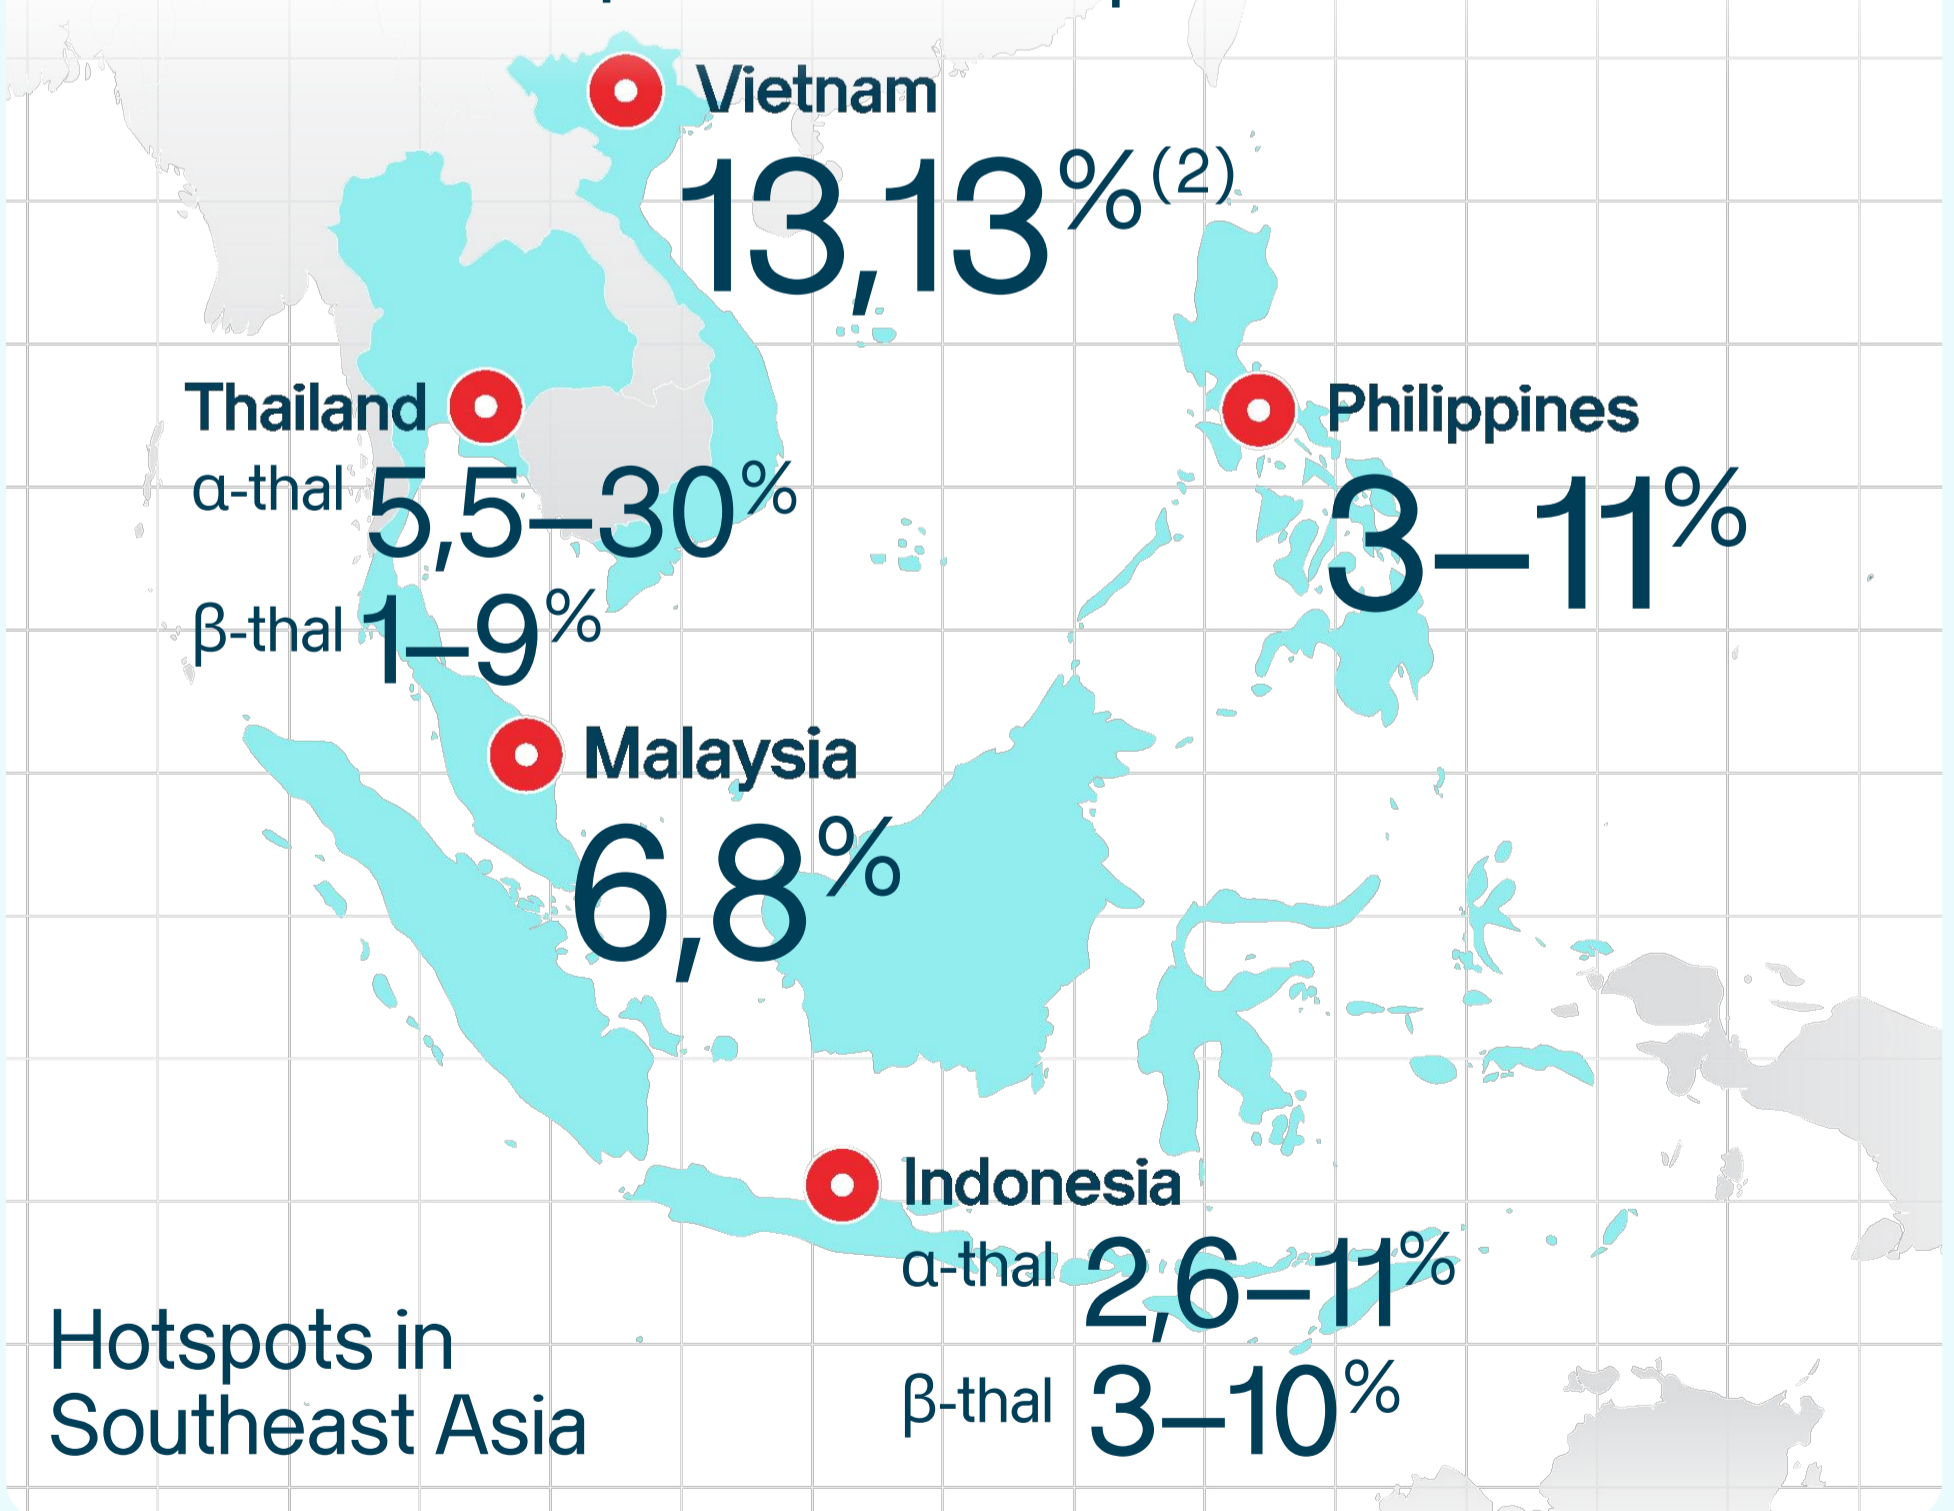 Vietnam
13,13%(2)
Thailand
α-thal 5,5–30%
β-thal 1–9%
Philippines
3–11%
Malaysia
6,8%
Indonesia
α-thal 2,6–11%
β-thal 3–10%
Hotspots in
Southeast Asia